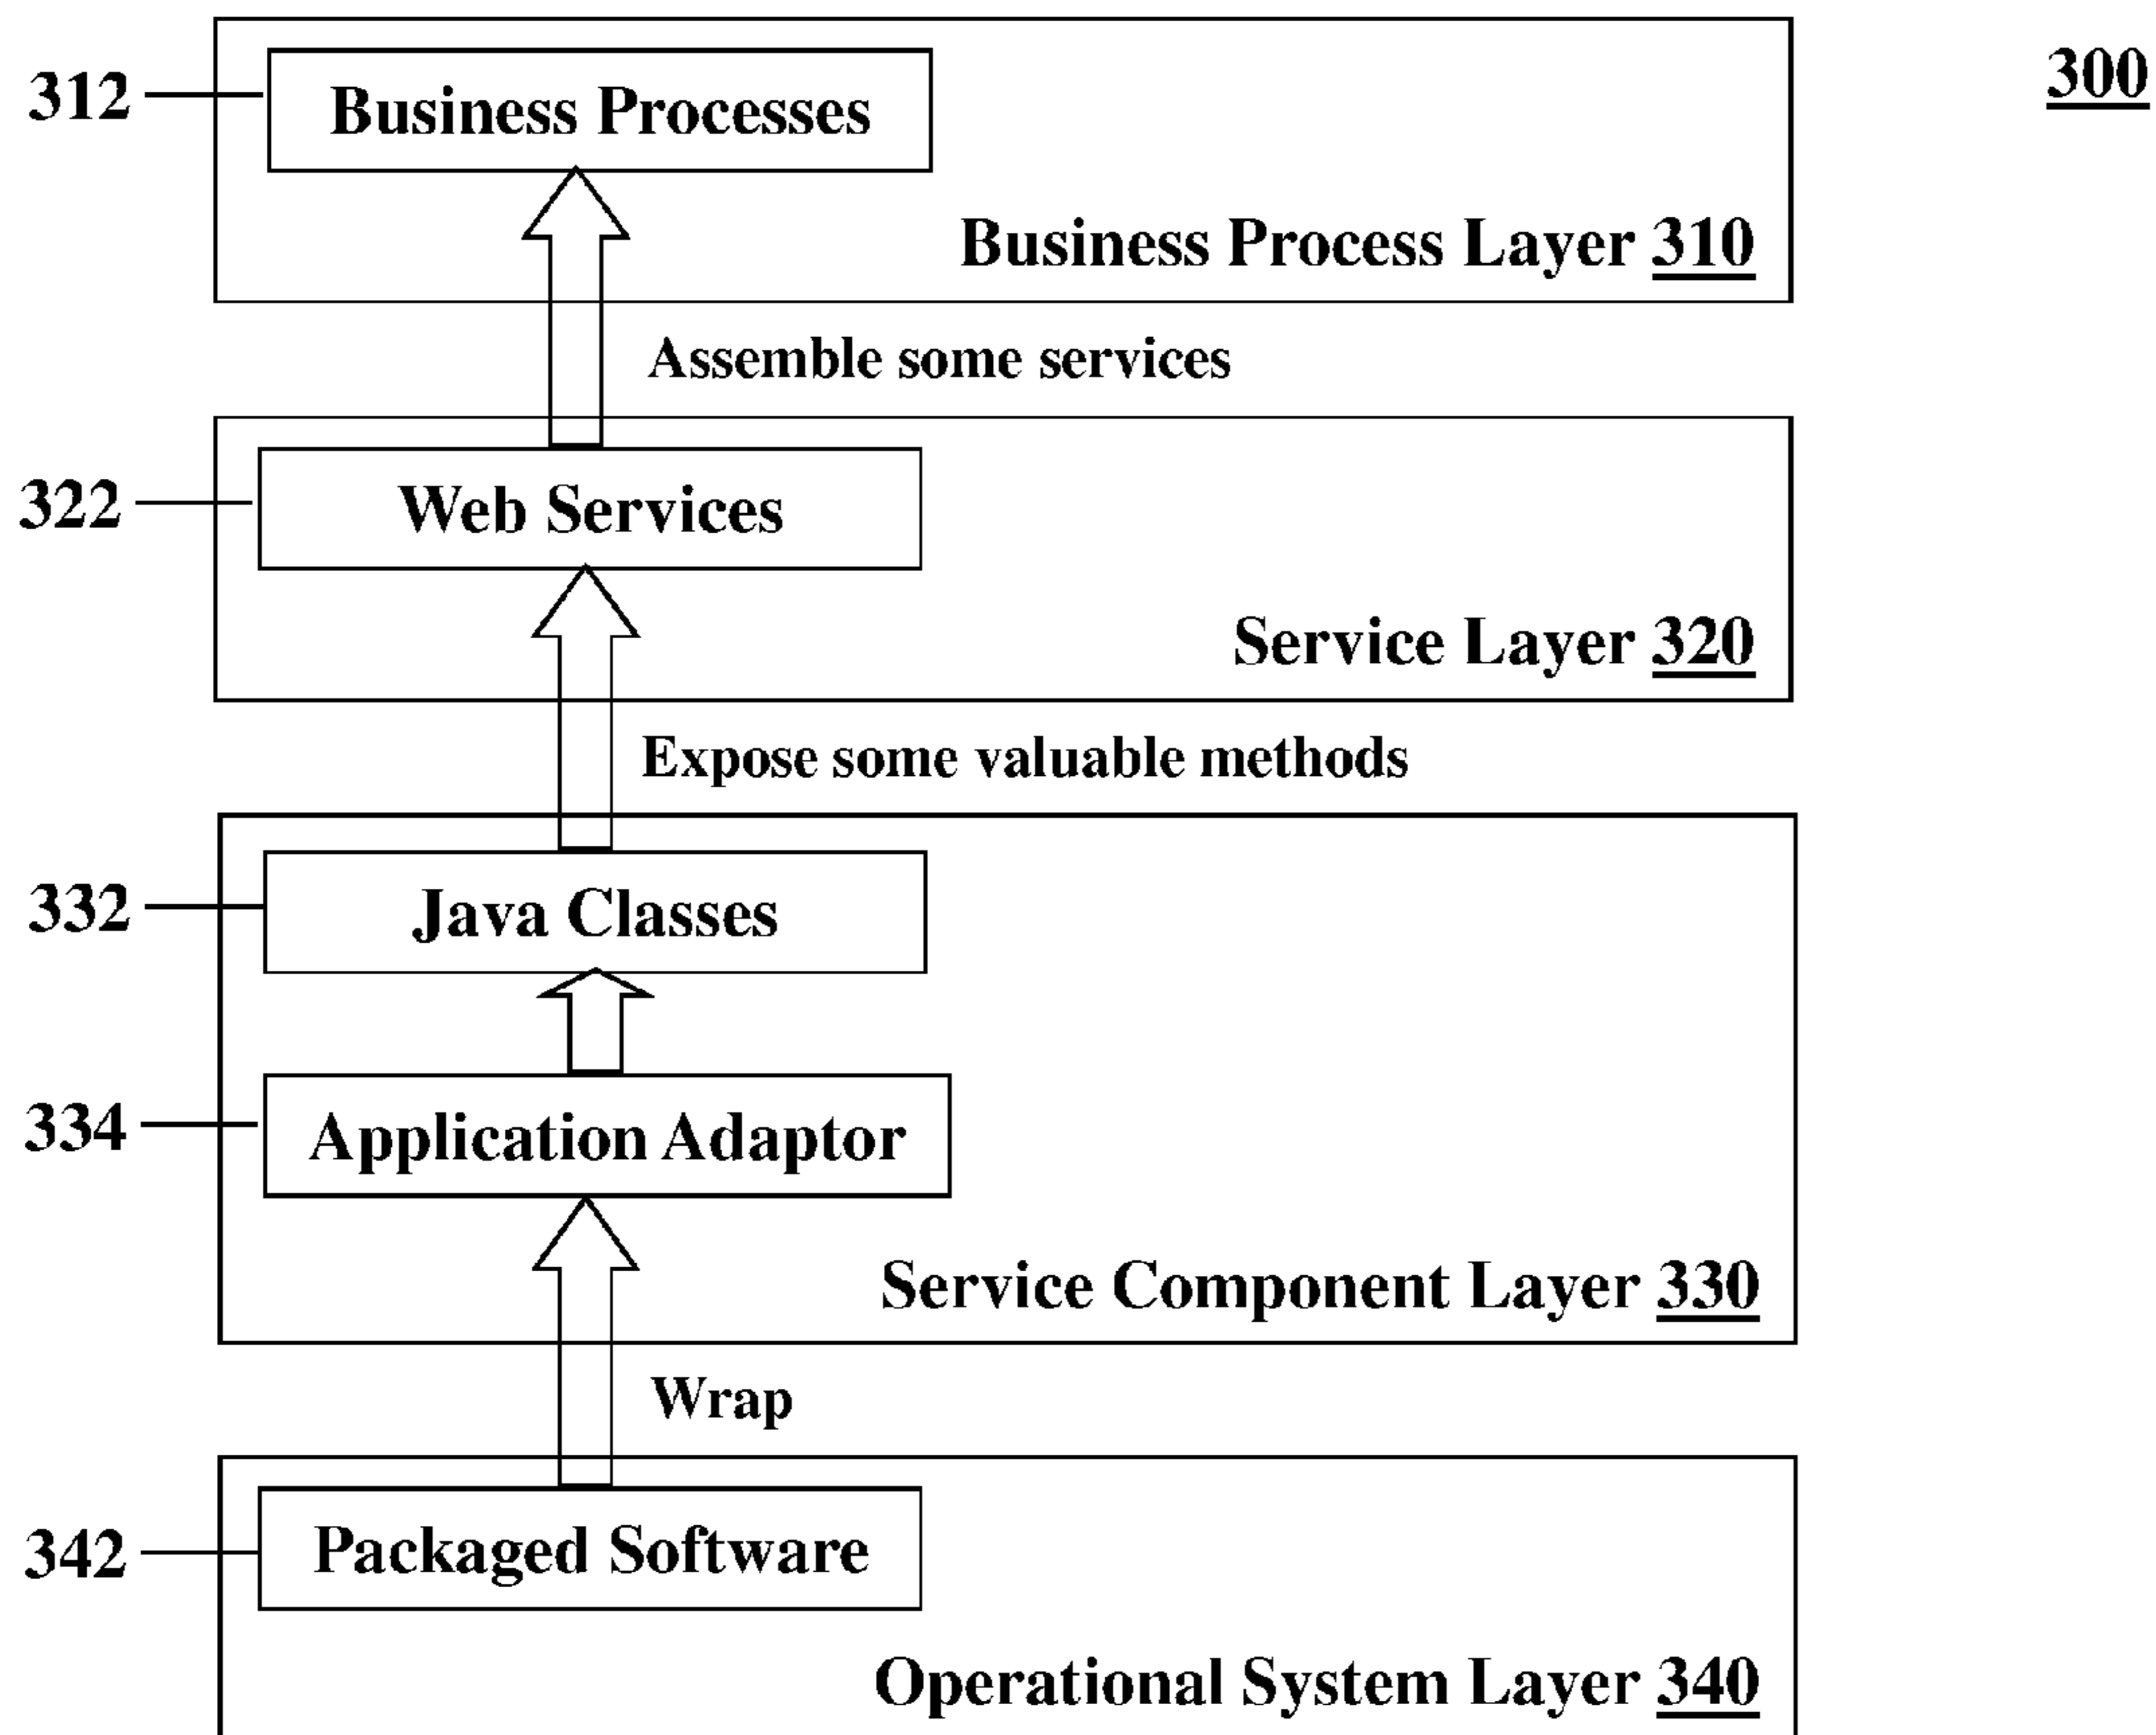 300
312
Business Processes
Business Process Layer 310
Assemble some services
322
Web Services
Service Layer 320
Expose some valuable methods
332
Java Classes
334
Application Adaptor
Service Component Layer 330
Wrap
342
Packaged Software
Operational System Layer 340